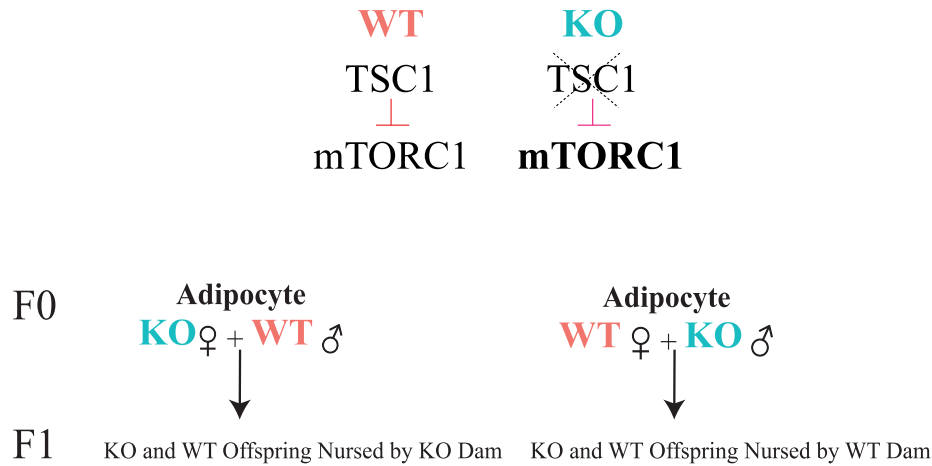 WT KO
TSC1 TSC1
mTORC1 mTORC1
F0
Adipocyte Adipocyte
KO♀ + WT ♂ WT ♀ + KO ♂
F1 KO and WT Offspring Nursed by KO Dam KO and WT Offspring Nursed by WT Dam